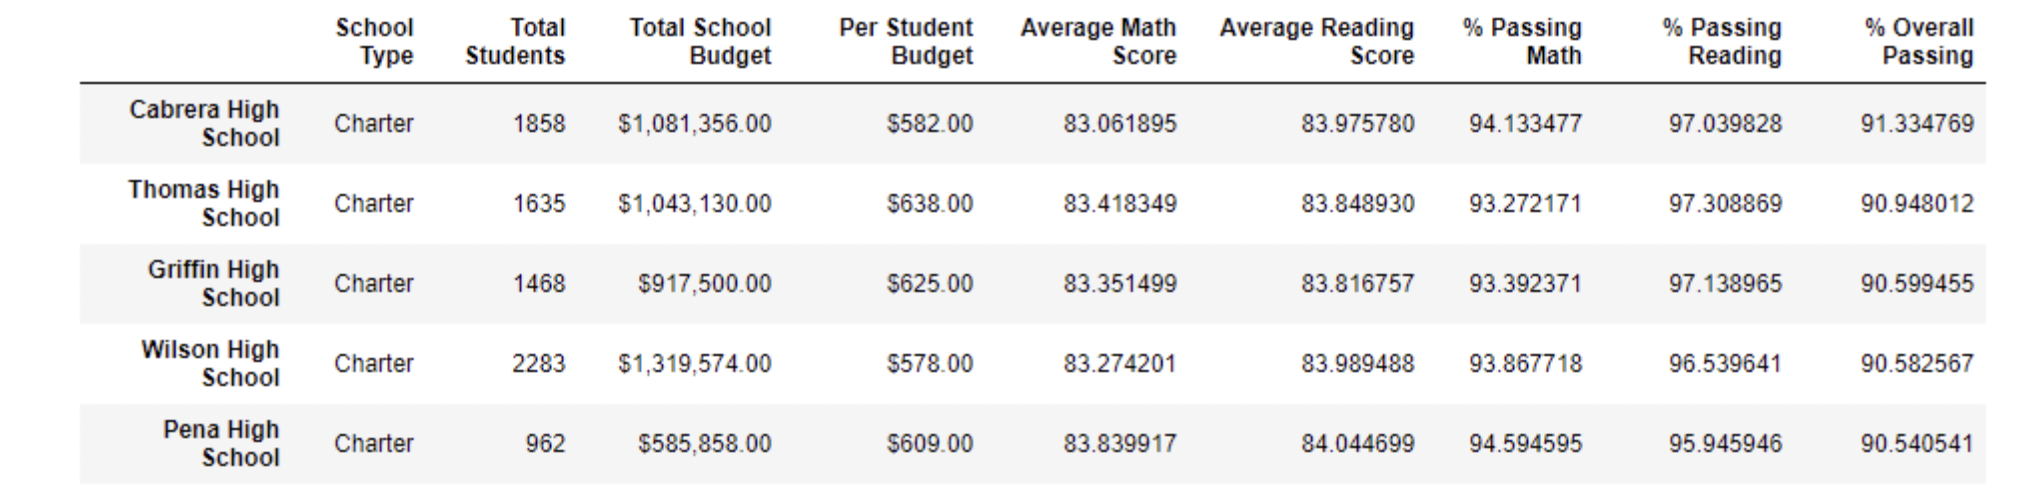 School Total Total School Per Student Average Math Average Reading % Passing % Passing % Overall
Type Students Budget Budget Score Score Math Reading Passing
Cabrera High School Charter 1858 $1,081,356.00 $582.00 83.061895 83.975780 94.133477 97.039828 91.334769
Thomas High School Charter 1635 $1,043,130.00 $638.00 83.418349 83.848930 93.272171 97.308869 90.948012
Griffin High School Charter 1468 $917,500.00 $625.00 83.351499 83.816757 93.392371 97.138965 90.599455
Wilson High School Charter 2283 $1,319,574.00 $578.00 83.274201 83.989488 93.867718 96.539641 90.582567
Pena High School Charter 962 $585,858.00 $609.00 83.839917 84.044699 94.594595 95.945946 90.540541